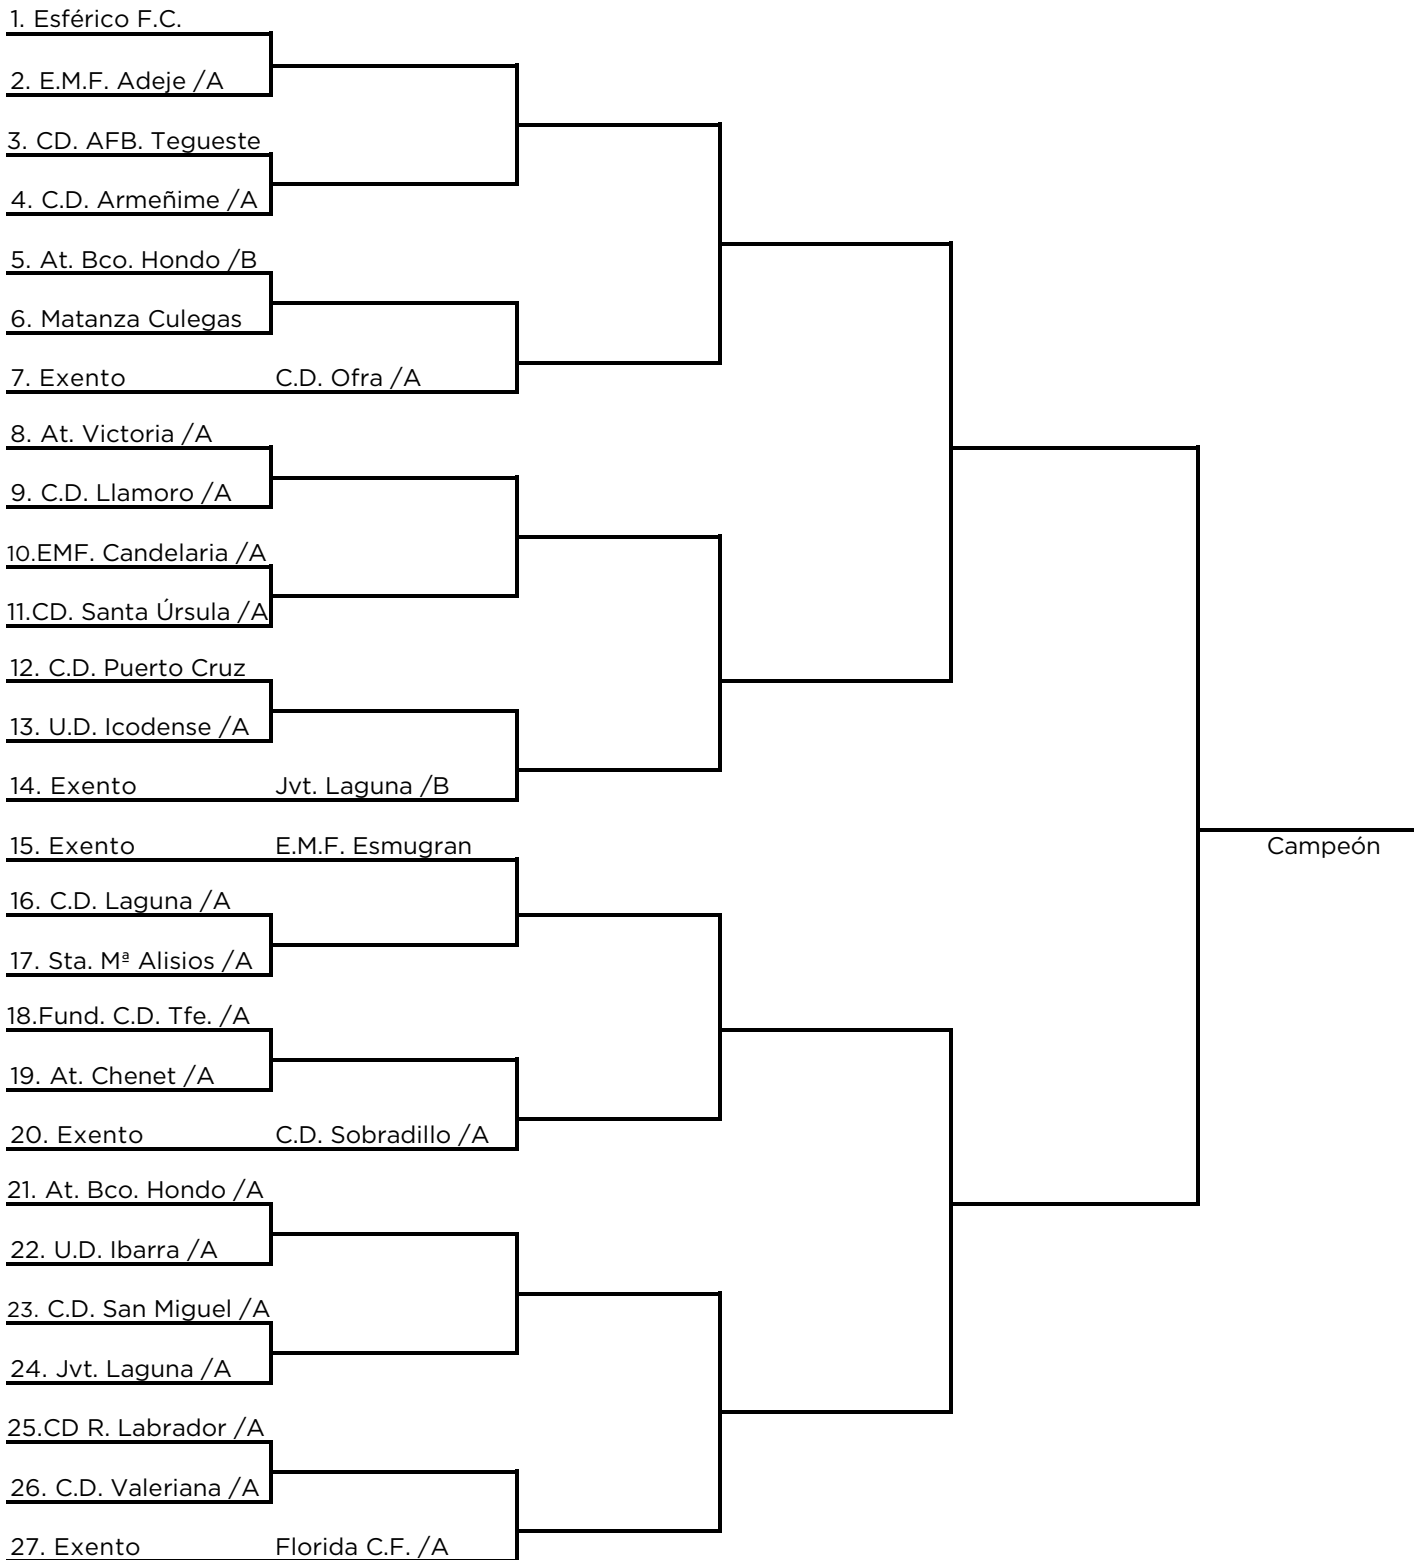 1. Esférico F.C.
2. E.M.F. Adeje /A
3. CD. AFB. Tegueste
4. C.D. Armeñime /A
5. At. Bco. Hondo /B
6. Matanza Culegas
7. Exento C.D. Ofra /A
8. At. Victoria /A
9. C.D. Llamoro /A
10.EMF. Candelaria /A
11.CD. Santa Úrsula /A
12. C.D. Puerto Cruz
13. U.D. Icodense /A
14. Exento Jvt. Laguna /B
15. Exento E.M.F. Esmugran
Campeón
16. C.D. Laguna /A
17. Sta. Mª Alisios /A
18.Fund. C.D. Tfe. /A
19. At. Chenet /A
20. Exento C.D. Sobradillo /A
21. At. Bco. Hondo /A
22. U.D. Ibarra /A
23. C.D. San Miguel /A
24. Jvt. Laguna /A
25.CD R. Labrador /A
26. C.D. Valeriana /A
27. Exento Florida C.F. /A